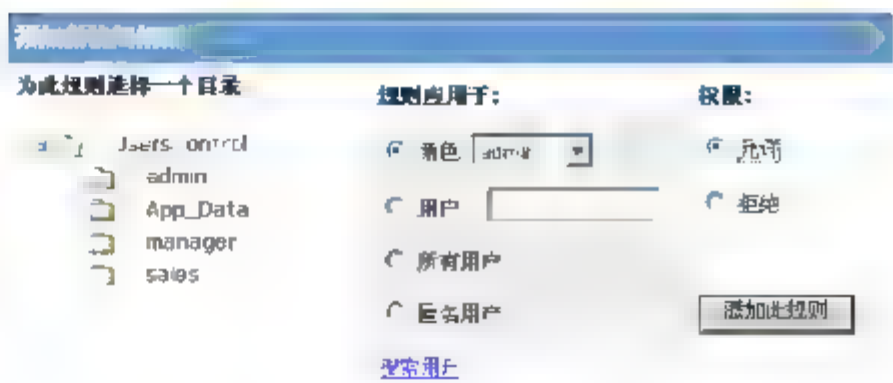 为此规则选择一个目录
规则应用于:
权限:
admin
App_Data
manager
sales
角色
用户
所有用户
匿名用户
搜索用户
允许
拒绝
添加此规则